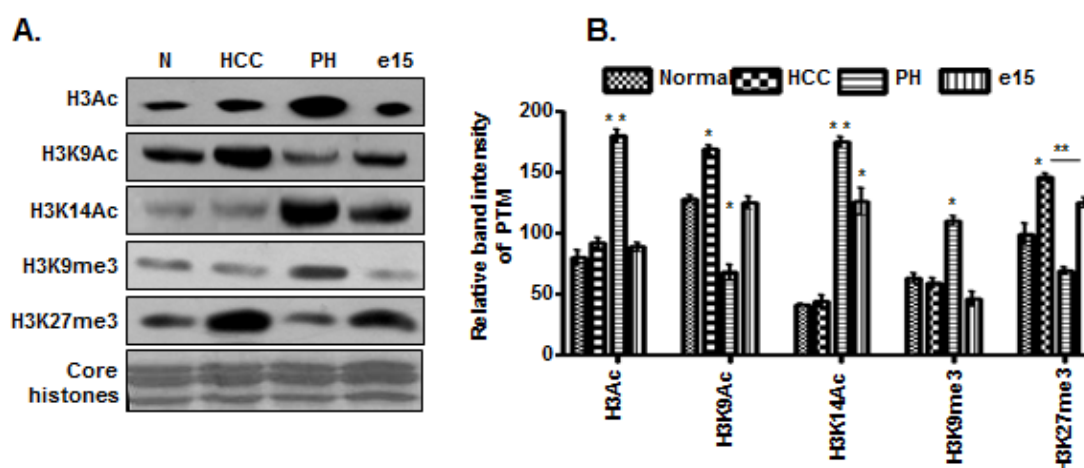 A.
N HCC PH e15
H3Ac
H3K9Ac
H3K14Ac
H3K9me3
H3K27me3
Core
histones
B.
Normal HCC PH e15
Relative band intensity
of PTM
200
150
100
50
0
** * ** * * * * **
H3Ac H3K9Ac H3K14Ac H3K9me3 H3K27me3